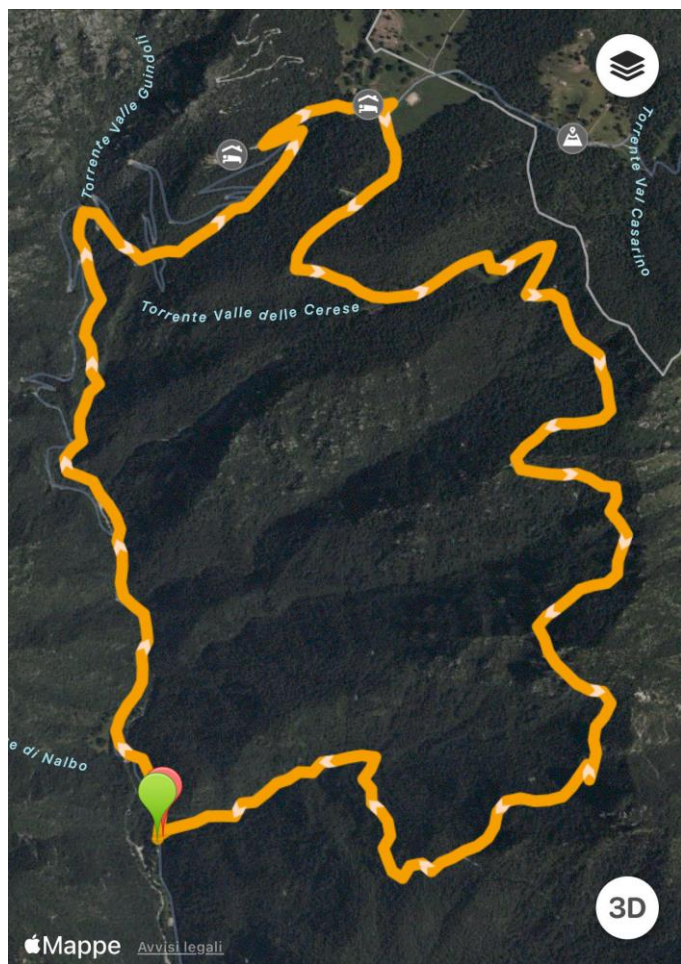 Torrente Valle Guindoli
Torrente Val Casarino
Torrente Valle delle Cerese
e di Nalbo
3D
Mappe
Avvisi legali